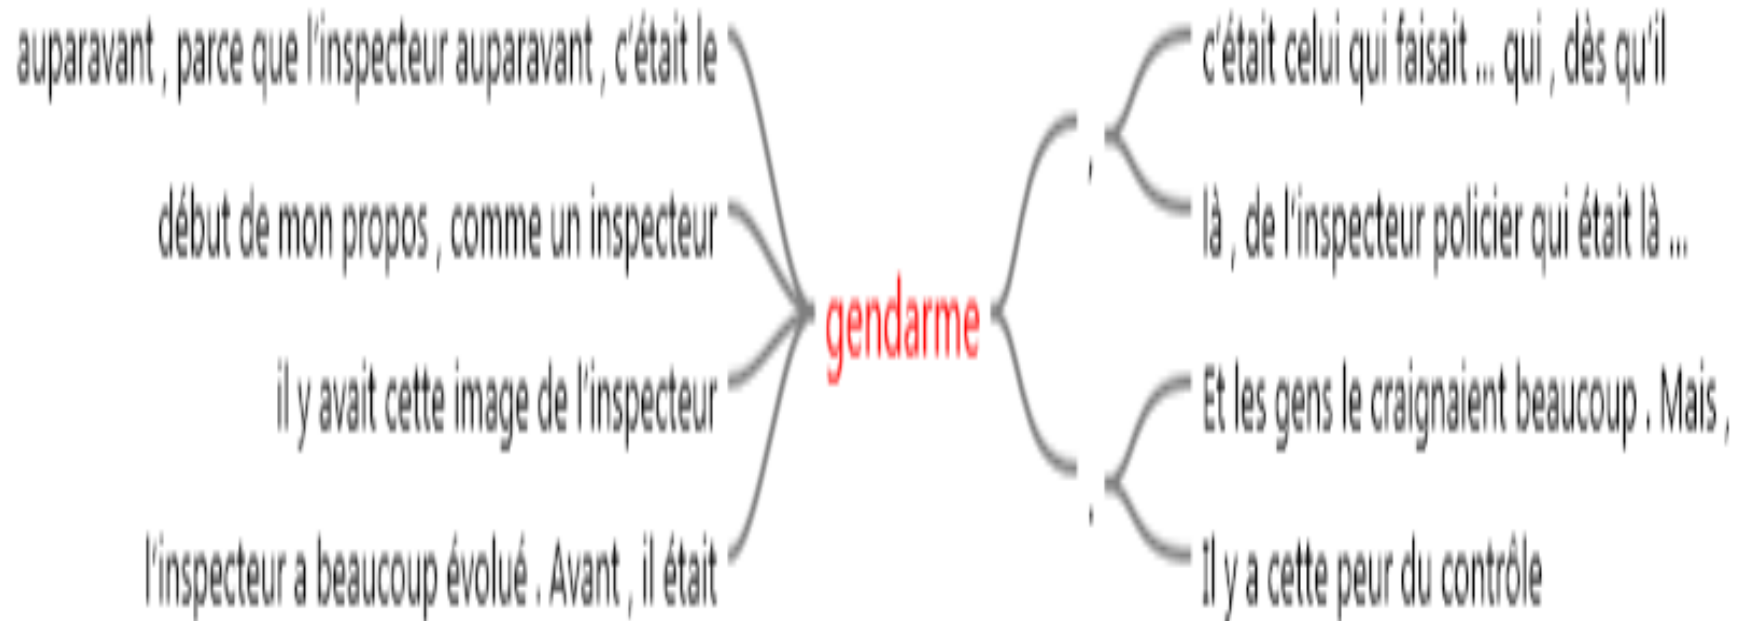 auparavant , parce que l'inspecteur auparavant , c'était le
début de mon propos , comme un inspecteur
il y avait cette image de l'inspecteur
l'inspecteur a beaucoup évolué . Avant , il était
gendarme
,
.
c'était celui qui faisait ... qui , dès qu'il
là , de l'inspecteur policier qui était là ...
Et les gens le craignaient beaucoup . Mais ,
Il y a cette peur du contrôle